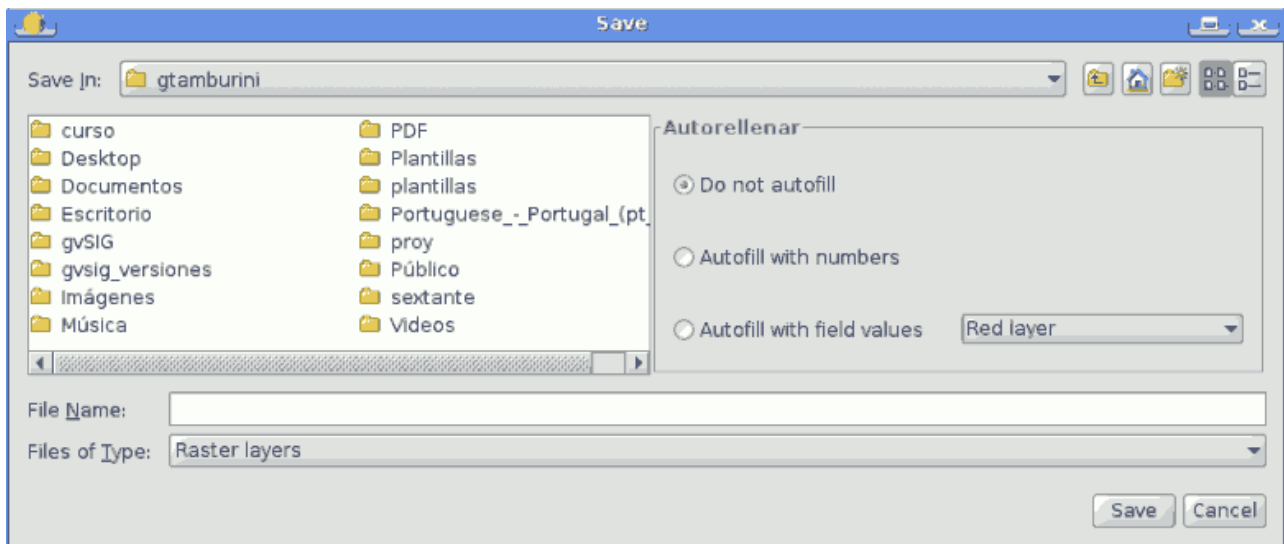 Save
Save In: gtamburini
curso
Desktop
Documentos
Escritorio
gvSIG
gvsig_versiones
Imágenes
Música
PDF
Plantillas
plantillas
Portuguese_-_Portugal_(pt_
proy
Público
sextante
Videos
Autorellenar
Do not autofill
Autofill with numbers
Autofill with field values Red layer
File Name:
Files of Type: Raster layers
Save Cancel